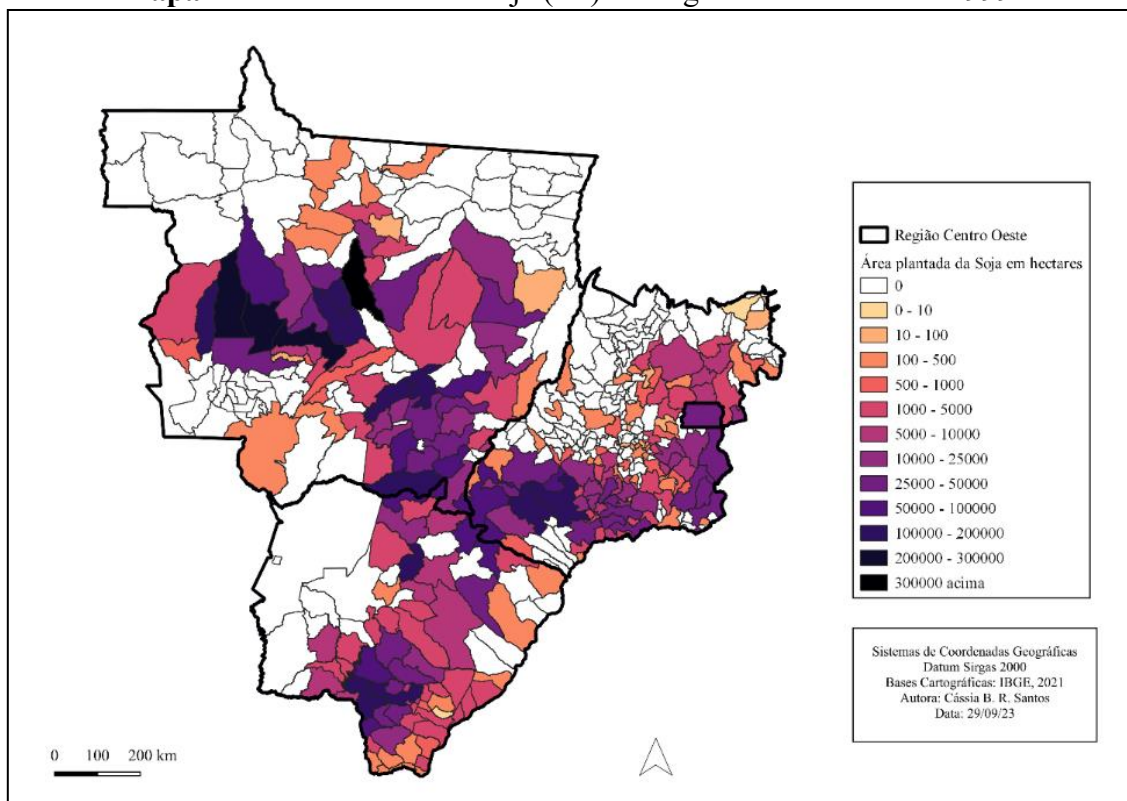 Região Centro Oeste
Área plantada da Soja em hectares
0
0 - 10
10 - 100
100 - 500
500 - 1000
1000 - 5000
5000 - 10000
10000 - 25000
25000 - 50000
50000 - 100000
100000 - 200000
200000 - 300000
300000 acima
Sistemas de Coordenadas Geográficas
Datum Sirgas 2000
Bases Cartográficas: IBGE, 2021
Autora: Cássia B. R. Santos
Data: 29/09/23
0 100 200 km